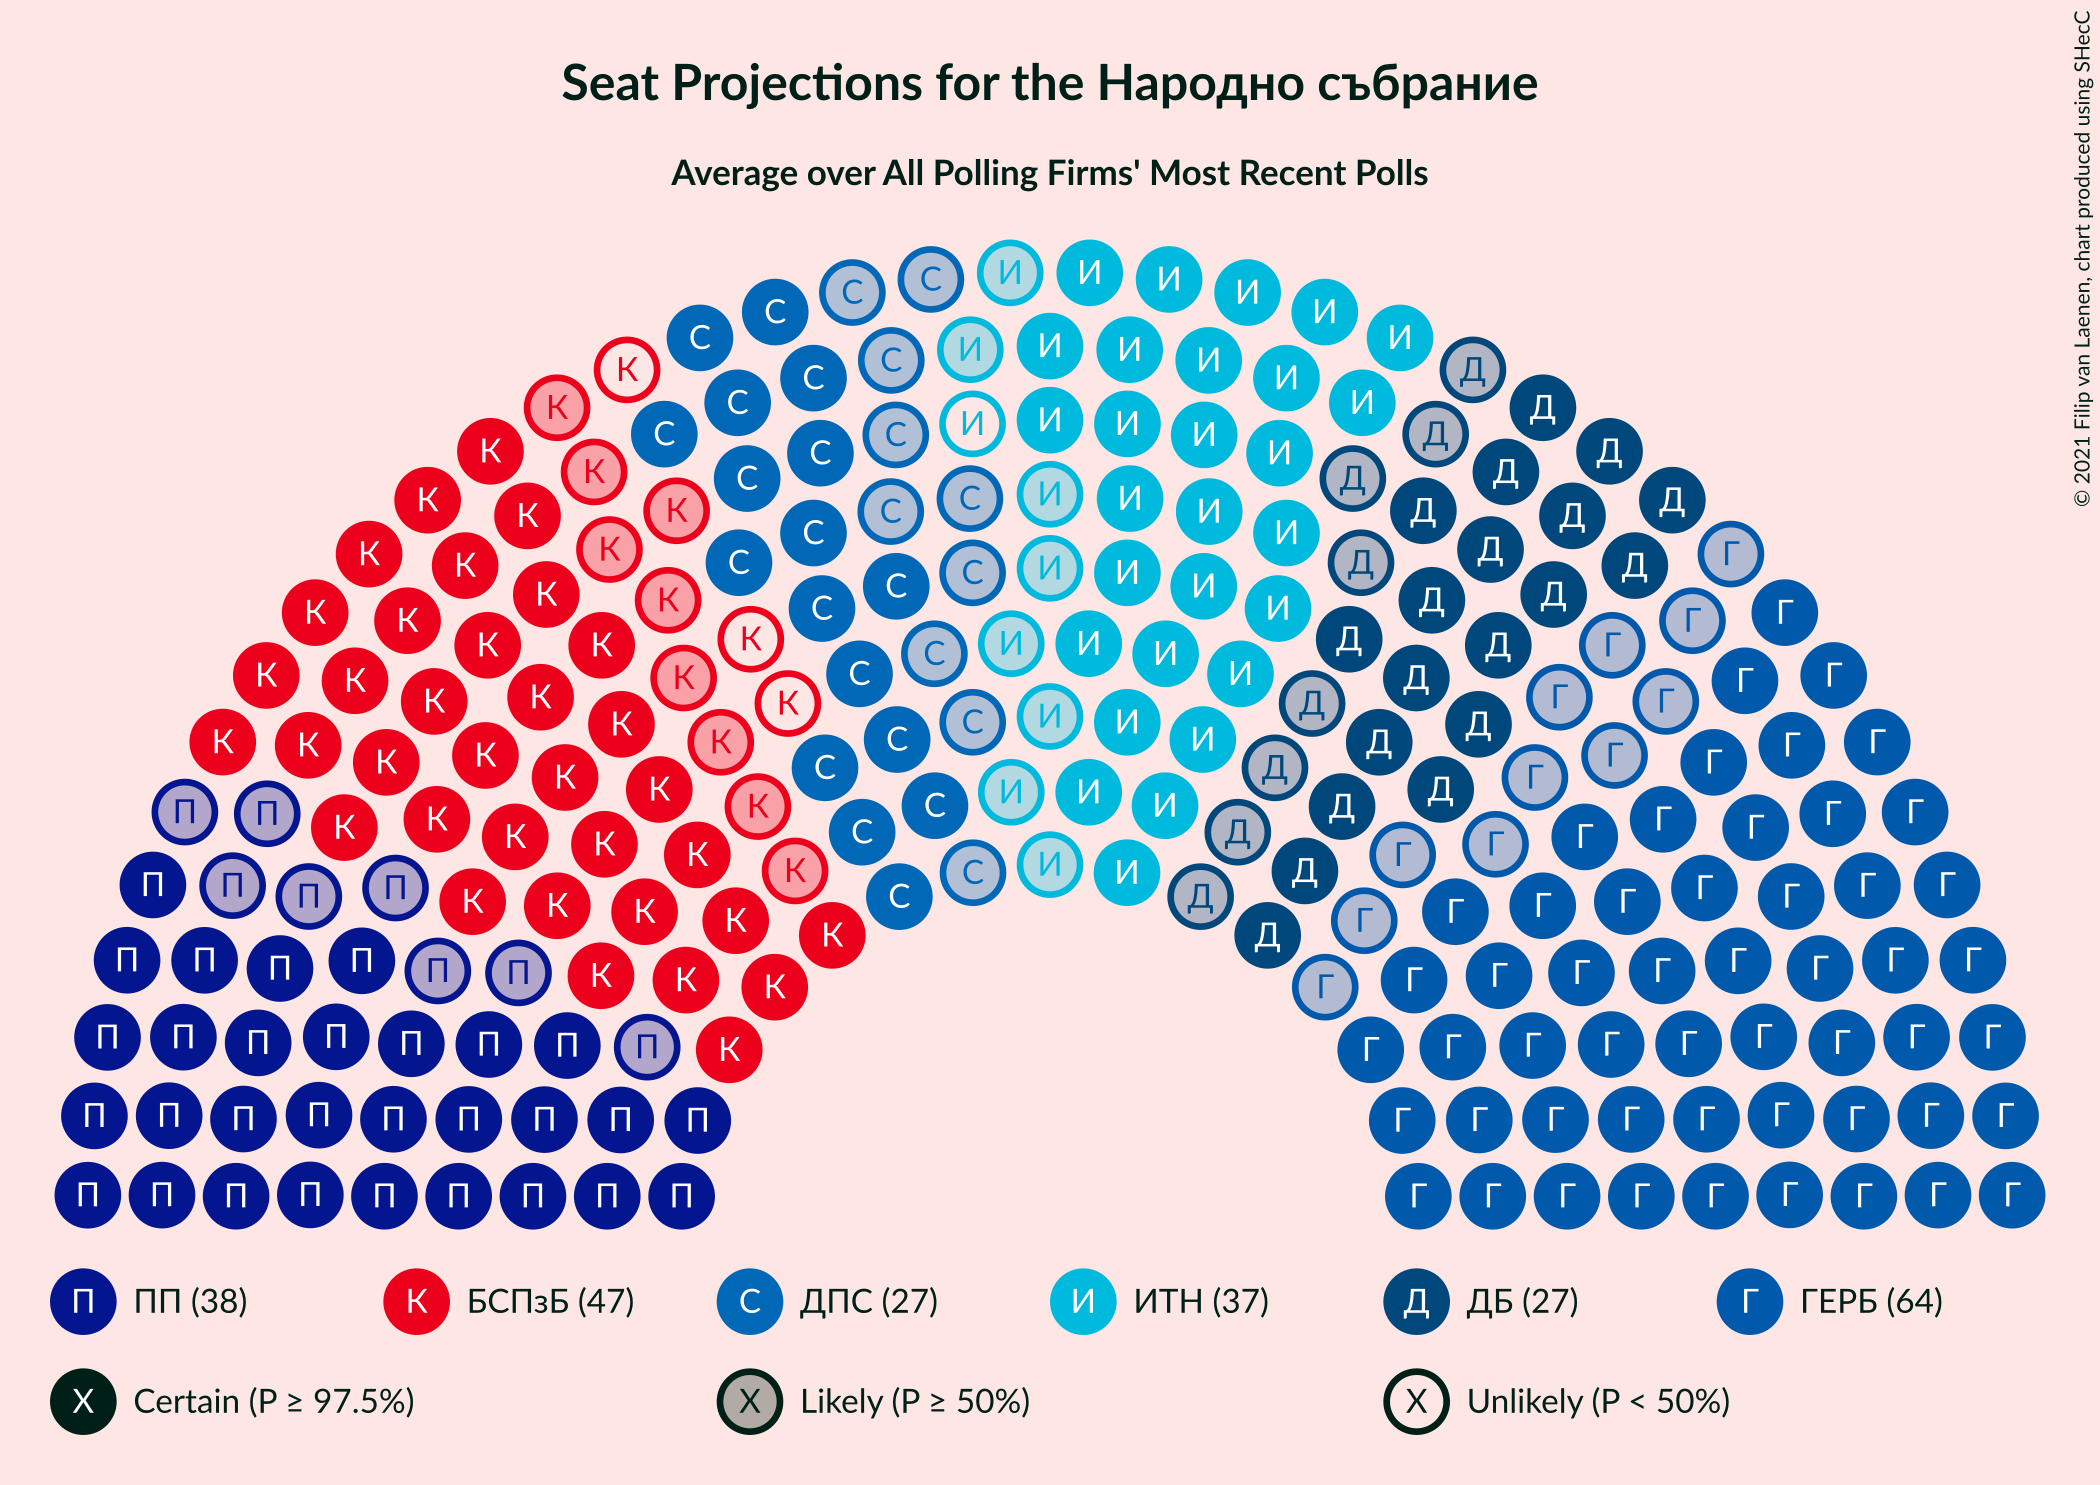 Seat Projections for the Народно събрание
Average over All Polling Firms' Most Recent Polls
© 2021 Filip van Laenen, chart produced using SHecC
И И И И И И
С С С С
К К
К К К К
Д Д Д Д
П ПП (38) К БСПзБ (47) С ДПС (27) И ИТН (37) Д ДБ (27) Г ГЕРБ (64)
X Certain (P ≥ 97.5%) X Likely (P ≥ 50%) X Unlikely (P < 50%)